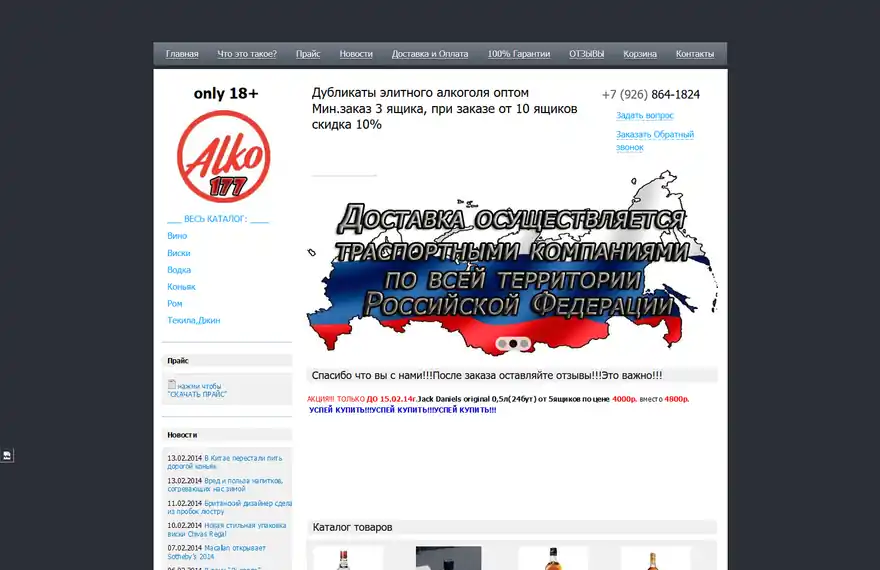 Главная Что это такое? Прайс Новости Доставка и Оплата 100% Гарантии ОТЗЫВЫ Корзина Контакты
only 18+
Alko
177
Дубликаты элитного алкоголя оптом
Мин.заказ 3 ящика, при заказе от 10 ящиков
скидка 10%
+7 (926) 864-1824
Задать вопрос
Заказать Обратный
звонок
___ ВЕСЬ КАТАЛОГ: ____
Вино
Виски
Водка
Коньяк
Ром
Текила,Джин
Доставка осуществляется
траспортными компаниями
по всей территории
Российской Федерации
Прайс
нажми чтобы
"СКАЧАТЬ ПРАЙС"
Спасибо что вы с нами!!!После заказа оставляйте отзывы!!!Это важно!!!
АКЦИЯ!!! ТОЛЬКО ДО 15.02.14г.Jack Daniels original 0,5л(24бут) от 5ящиков по цене 4000р. вместо 4800р.
УСПЕЙ КУПИТЬ!!!УСПЕЙ КУПИТЬ!!!УСПЕЙ КУПИТЬ!!!
Новости
13.02.2014 В Китае перестали пить
дорогой коньяк
13.02.2014 Вред и польза напитков,
согревающих нас зимой
11.02.2014 Британский дизайнер сдела
из пробок люстру
10.02.2014 Новая стильная упаковка
виски Chivas Regal
07.02.2014 Macallan открывает
Sotheby's 2014
Каталог товаров